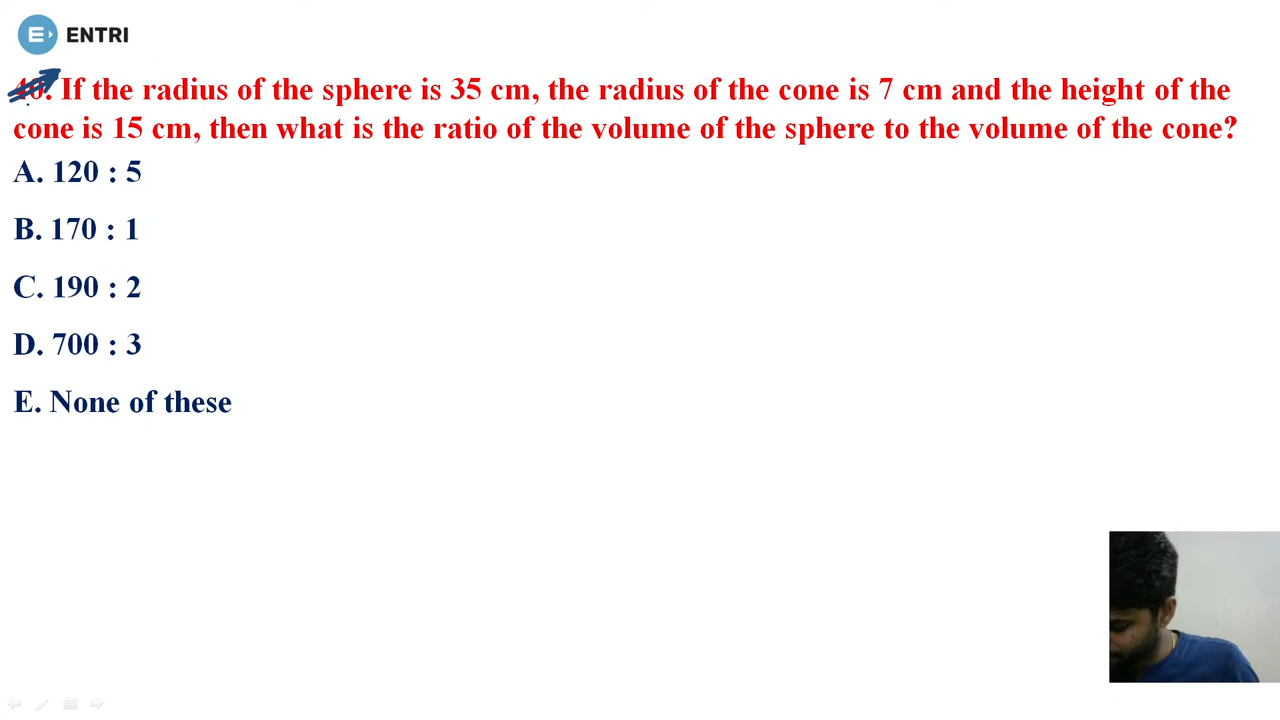 ENTRI
40. If the radius of the sphere is 35 cm, the radius of the cone is 7 cm and the height of the
cone is 15 cm, then what is the ratio of the volume of the sphere to the volume of the cone?
A. 120 : 5
B. 170 : 1
C. 190 : 2
D. 700 : 3
E. None of these